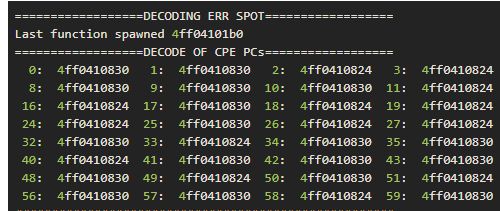 ==================DECODING ERR SPOT==================
Last function spawned 4ff04101b0
==================DECODE OF CPE PCs==================
0: 4ff0410830 1: 4ff0410830 2: 4ff0410824 3: 4ff0410824
8: 4ff0410830 9: 4ff0410830 10: 4ff0410830 11: 4ff0410824
16: 4ff0410824 17: 4ff0410830 18: 4ff0410824 19: 4ff0410824
24: 4ff0410824 25: 4ff0410830 26: 4ff0410824 27: 4ff0410824
32: 4ff0410830 33: 4ff0410830 34: 4ff0410830 35: 4ff0410830
40: 4ff0410824 41: 4ff0410830 42: 4ff0410830 43: 4ff0410830
48: 4ff0410830 49: 4ff0410824 50: 4ff0410830 51: 4ff0410824
56: 4ff0410830 57: 4ff0410830 58: 4ff0410824 59: 4ff0410830